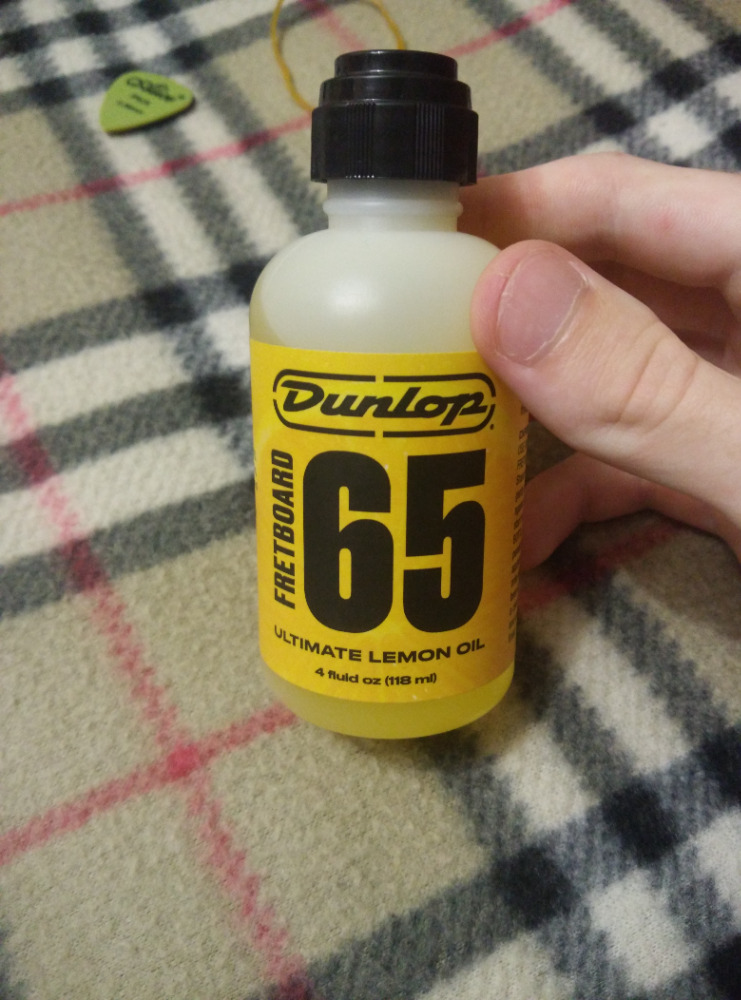 Dunlop
FRETBOARD
65
ULTIMATE LEMON OIL
4 fluid oz (118 ml)